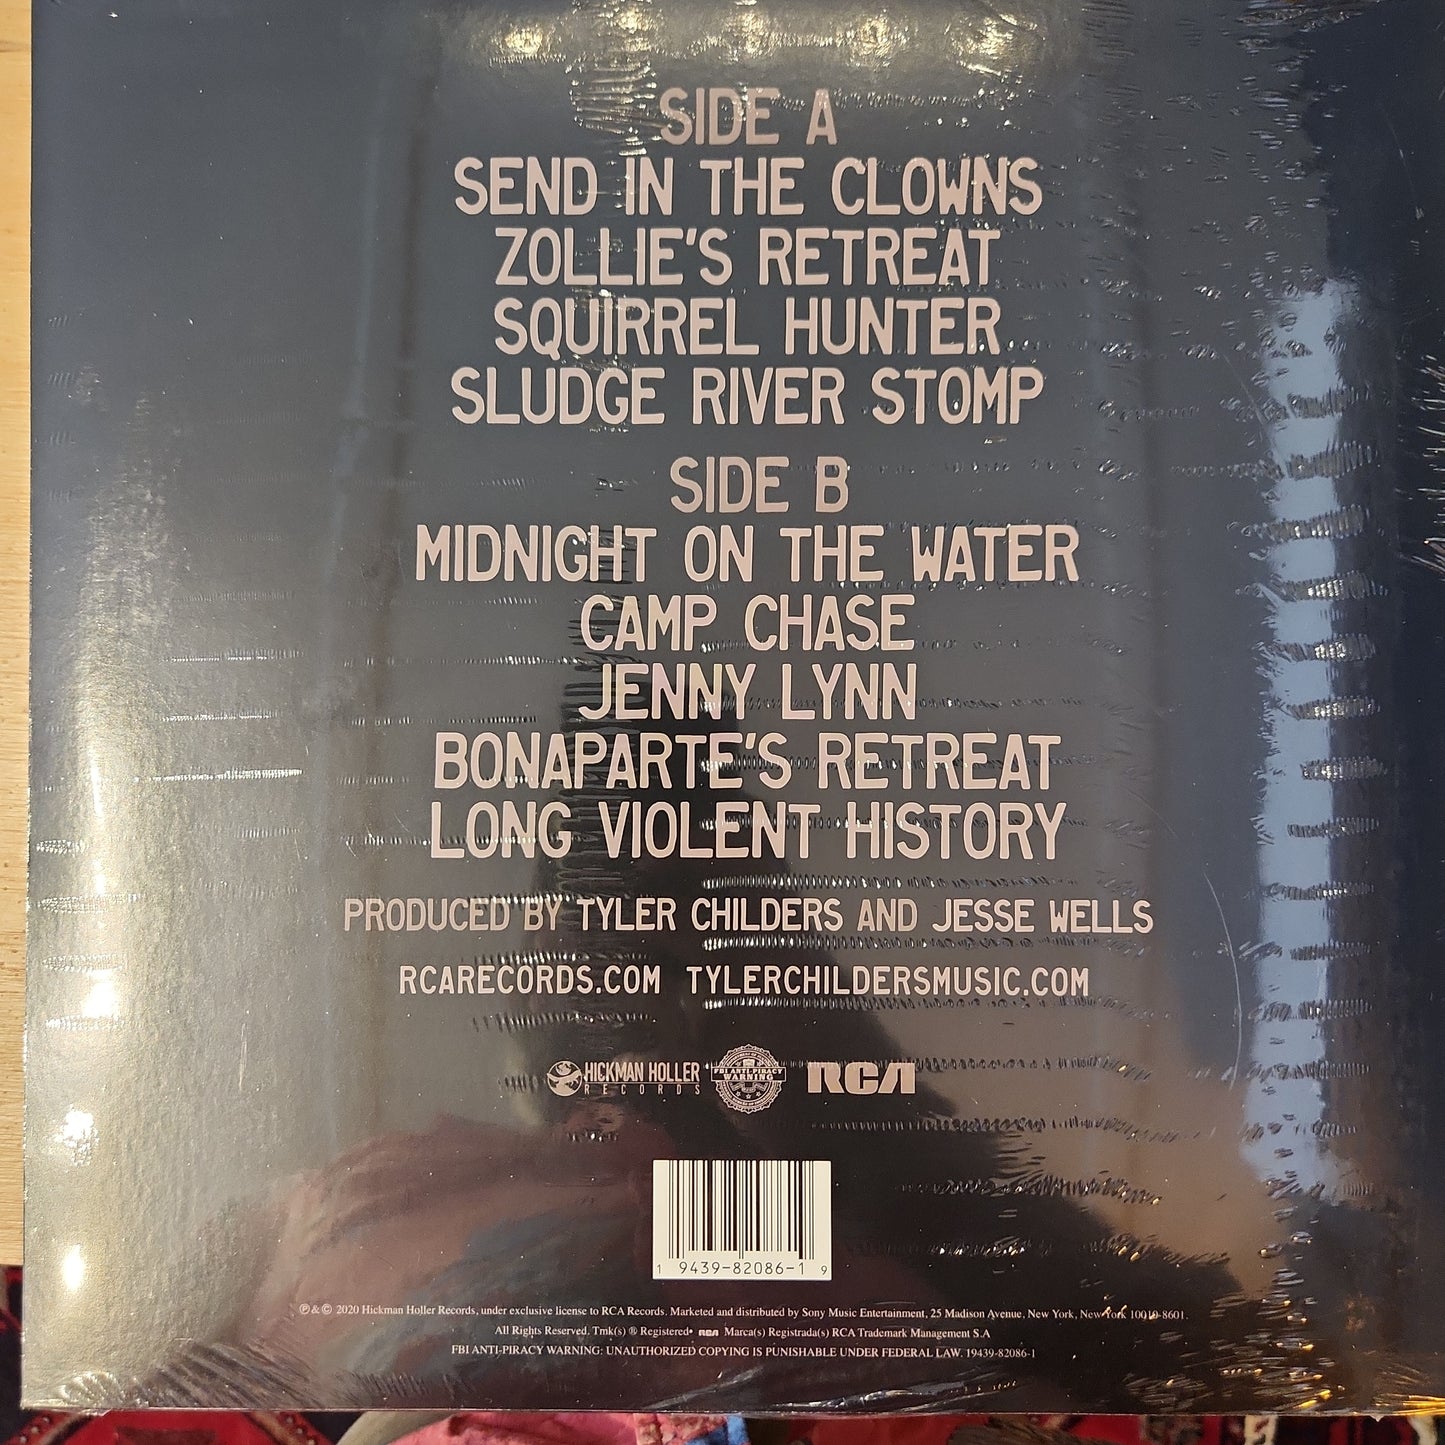 SIDE A
SEND IN THE CLOWNS
ZOLLIE'S RETREAT
SQUIRREL HUNTER
SLUDGE RIVER STOMP
SIDE B
MIDNIGHT ON THE WATER
CAMP CHASE
JENNY LYNN
BONAPARTE'S RETREAT
LONG VIOLENT HISTORY
PRODUCED BY TYLER CHILDERS AND JESSE WELLS
RCARECORDS.COM TYLERCHILDERSMUSIC.COM
HICKMAN HOLLER
RECORDS
FBI ANTI-PIRACY
WARNING
RCA
1 9439-82086-1 9
℗ & © 2020 Hickman Holler Records, under exclusive license to RCA Records. Marketed and distributed by Sony Music Entertainment, 25 Madison Avenue, New York, New York 10010-8601.
All Rights Reserved. Tmk(s) ® Registered• RCA Marca(s) Registrada(s) RCA Trademark Management S.A
FBI ANTI-PIRACY WARNING: UNAUTHORIZED COPYING IS PUNISHABLE UNDER FEDERAL LAW. 19439-82086-1